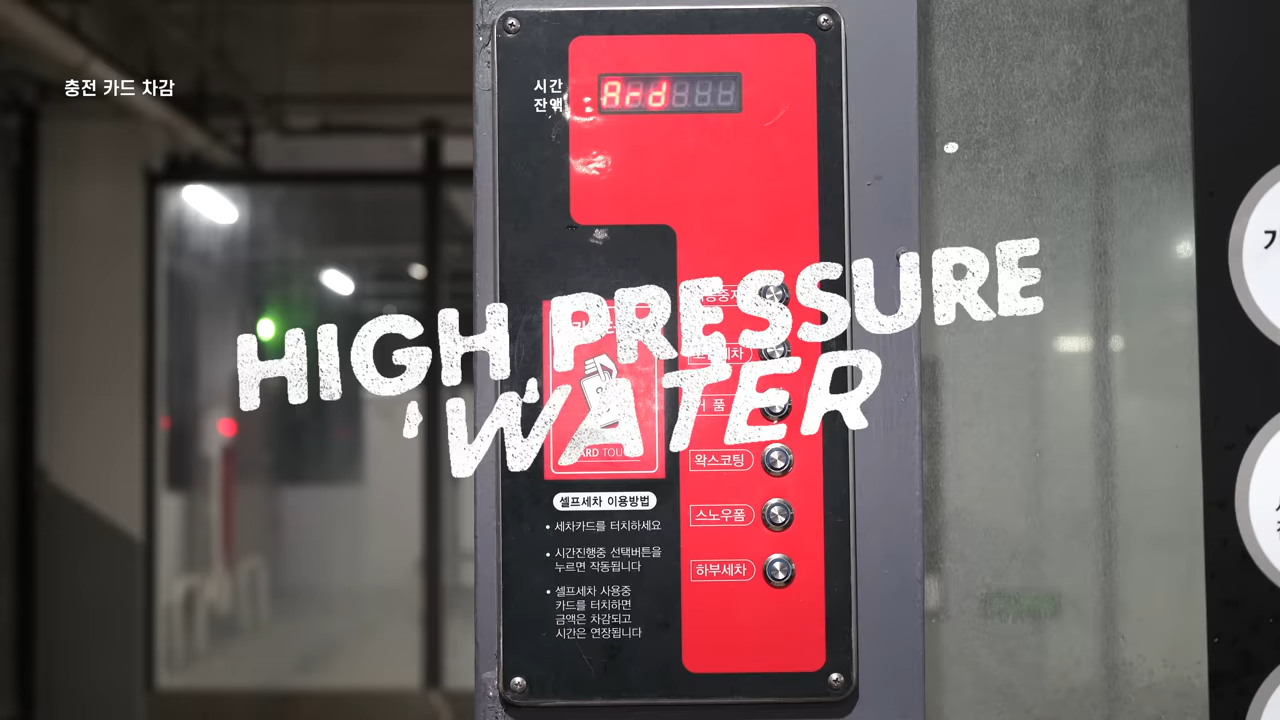 충전 카드 차감
시간
잔액
Ard
HIGH PRESSURE
WATER
왁스코팅
스노우폼
하부세차
셀프세차 이용방법
• 세차카드를 터치하세요
• 시간진행중 선택버튼을
누르면 작동됩니다
• 셀프세차 사용중
카드를 터치하면
금액은 차감되고
시간은 연장됩니다